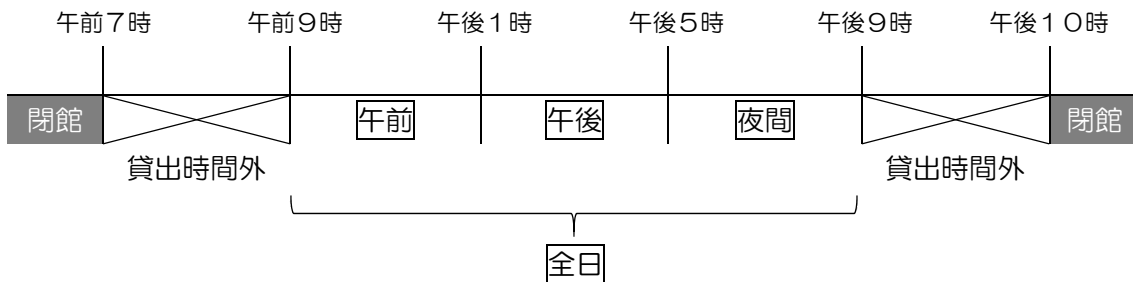 午前７時 午前９時 午後１時 午後５時 午後９時 午後１０時
閉館 午前 午後 夜間 閉館
貸出時間外 貸出時間外
全日